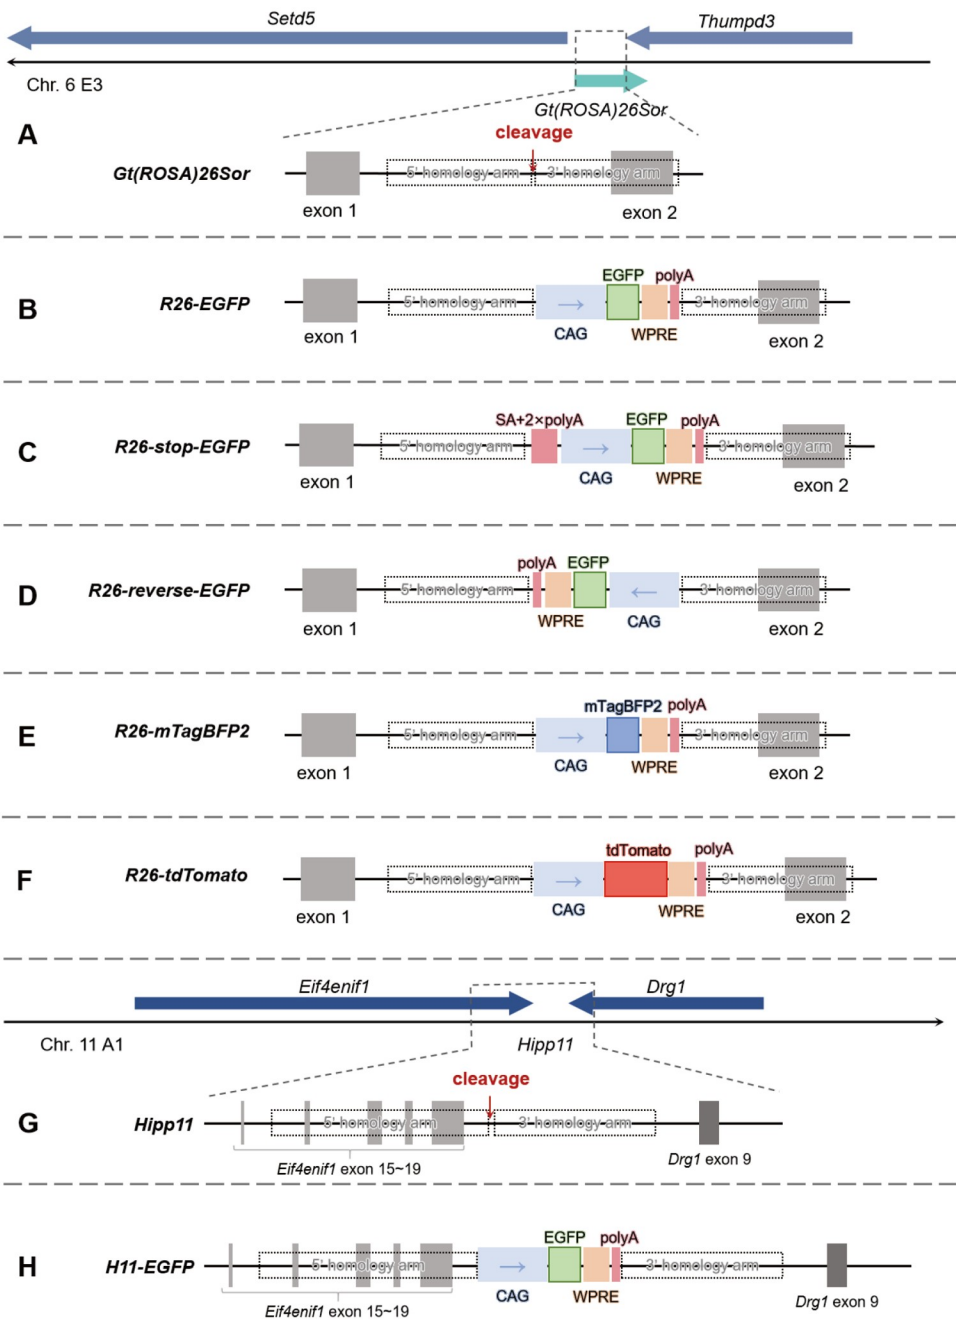 Setd5
Thumpd3
Chr. 6 E3
Gt(ROSA)26Sor
A
cleavage
Gt(ROSA)26Sor
5' homology arm
3' homology arm
exon 1
exon 2
B
R26-EGFP
5' homology arm
EGFP
polyA
3' homology arm
→
exon 1
CAG
WPRE
exon 2
C
R26-stop-EGFP
SA+2×polyA
EGFP
polyA
5' homology arm
→
3' homology arm
exon 1
CAG
WPRE
exon 2
D
R26-reverse-EGFP
polyA
EGFP
5' homology arm
←
3' homology arm
exon 1
WPRE
CAG
exon 2
E
R26-mTagBFP2
mTagBFP2
polyA
5' homology arm
→
3' homology arm
exon 1
CAG
WPRE
exon 2
F
R26-tdTomato
tdTomato
polyA
5' homology arm
→
3' homology arm
exon 1
CAG
WPRE
exon 2
Eif4enif1
Drg1
Chr. 11 A1
Hipp11
cleavage
G
Hipp11
5' homology arm
3' homology arm
Eif4enif1 exon 15~19
Drg1 exon 9
H
H11-EGFP
EGFP
polyA
5' homology arm
→
3' homology arm
CAG
WPRE
Eif4enif1 exon 15~19
Drg1 exon 9